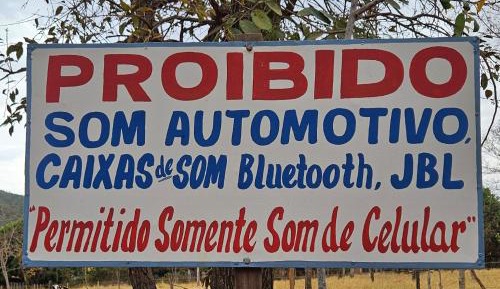 PROIBIDO
SOM AUTOMOTIVO,
CAIXAS de SOM Bluetooth, JBL
"Permitido Somente Som de Celular"